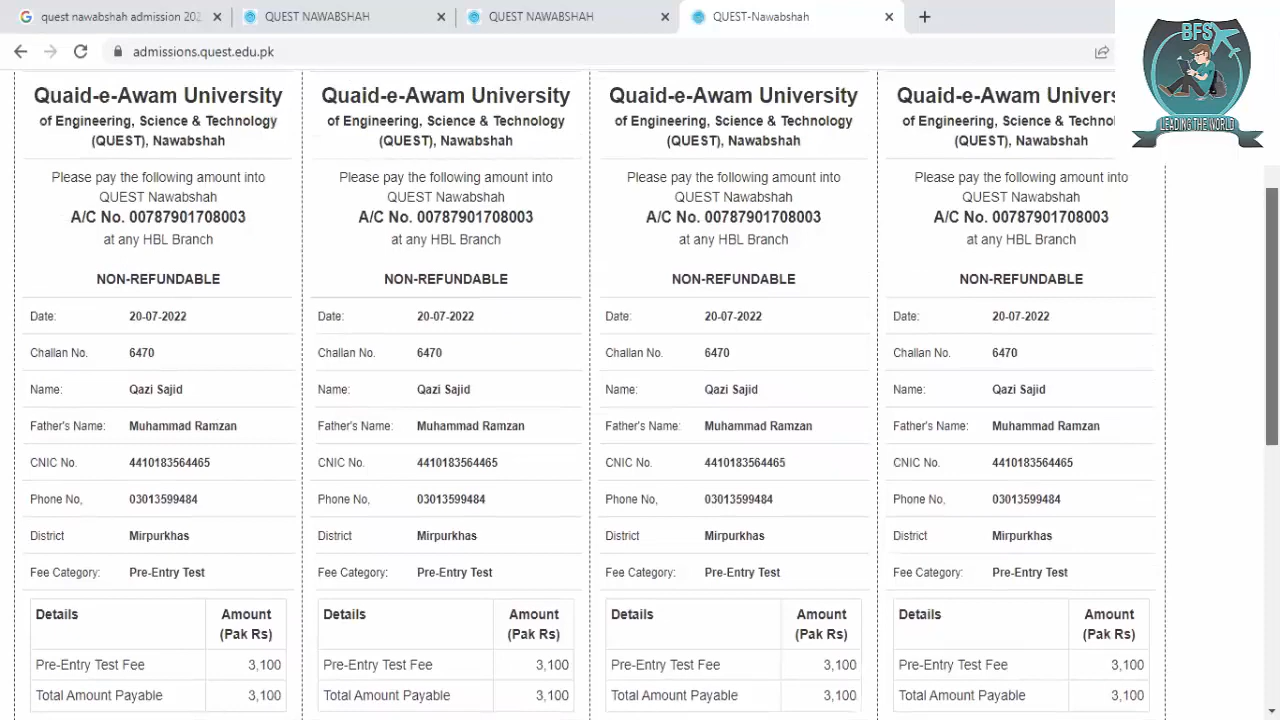 quest nawabshah admission 202
QUEST NAWABSHAH
QUEST NAWABSHAH
QUEST-Nawabshah
admissions.quest.edu.pk
BFS
LEADING THE WORLD
Quaid-e-Awam University
of Engineering, Science & Technology
(QUEST), Nawabshah
Please pay the following amount into
QUEST Nawabshah
A/C No. 00787901708003
at any HBL Branch
NON-REFUNDABLE
Date: 20-07-2022
Challan No. 6470
Name: Qazi Sajid
Father's Name: Muhammad Ramzan
CNIC No. 4410183564465
Phone No, 03013599484
District Mirpurkhas
Fee Category: Pre-Entry Test
Details Amount
(Pak Rs)
Pre-Entry Test Fee 3,100
Total Amount Payable 3,100
Quaid-e-Awam University
of Engineering, Science & Technology
(QUEST), Nawabshah
Please pay the following amount into
QUEST Nawabshah
A/C No. 00787901708003
at any HBL Branch
NON-REFUNDABLE
Date: 20-07-2022
Challan No. 6470
Name: Qazi Sajid
Father's Name: Muhammad Ramzan
CNIC No. 4410183564465
Phone No, 03013599484
District Mirpurkhas
Fee Category: Pre-Entry Test
Details Amount
(Pak Rs)
Pre-Entry Test Fee 3,100
Total Amount Payable 3,100
Quaid-e-Awam University
of Engineering, Science & Technology
(QUEST), Nawabshah
Please pay the following amount into
QUEST Nawabshah
A/C No. 00787901708003
at any HBL Branch
NON-REFUNDABLE
Date: 20-07-2022
Challan No. 6470
Name: Qazi Sajid
Father's Name: Muhammad Ramzan
CNIC No. 4410183564465
Phone No, 03013599484
District Mirpurkhas
Fee Category: Pre-Entry Test
Details Amount
(Pak Rs)
Pre-Entry Test Fee 3,100
Total Amount Payable 3,100
Quaid-e-Awam Univers
of Engineering, Science & Technolo
(QUEST), Nawabshah
Please pay the following amount into
QUEST Nawabshah
A/C No. 00787901708003
at any HBL Branch
NON-REFUNDABLE
Date: 20-07-2022
Challan No. 6470
Name: Qazi Sajid
Father's Name: Muhammad Ramzan
CNIC No. 4410183564465
Phone No, 03013599484
District Mirpurkhas
Fee Category: Pre-Entry Test
Details Amount
(Pak Rs)
Pre-Entry Test Fee 3,100
Total Amount Payable 3,100